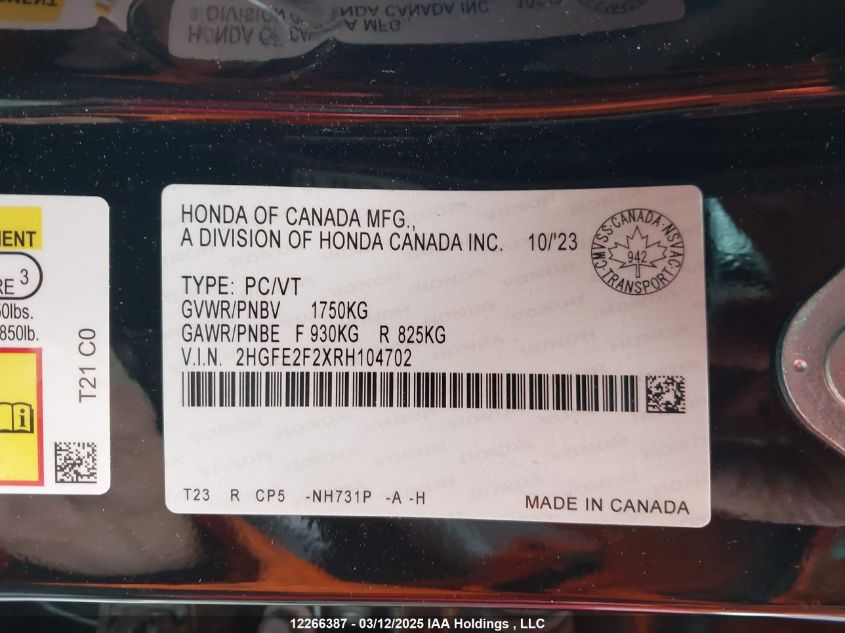 HONDA OF CANADA MFG.,
A DIVISION OF HONDA CANADA INC. 10/'23
CMVSS CANADA NSVAC
942
TRANSPORT
TYPE: PC/VT
GVWR/PNBV 1750KG
GAWR/PNBE F 930KG R 825KG
V.I.N. 2HGFE2F2XRH104702
T23 R CP5 -NH731P -A -H
MADE IN CANADA
3
850lb.
T21 C0
12266387 - 03/12/2025 IAA Holdings , LLC